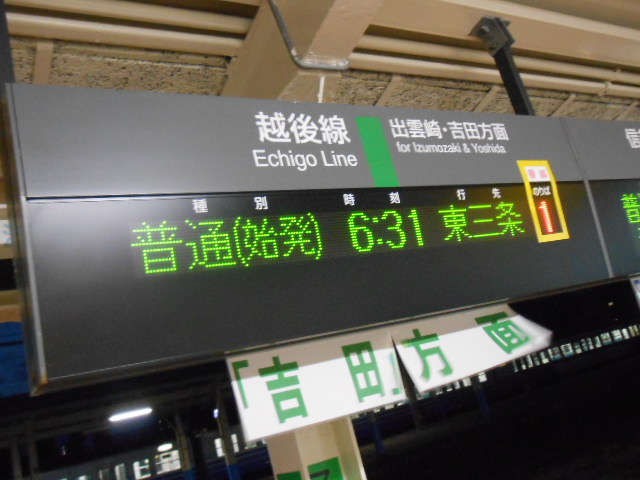 越後線
Echigo Line
出雲崎・吉田方面
for Izumozaki & Yoshida
信
種別 時刻 行先 のりば
普通(始発) 6:31 東三条 1
普
「吉田」方面